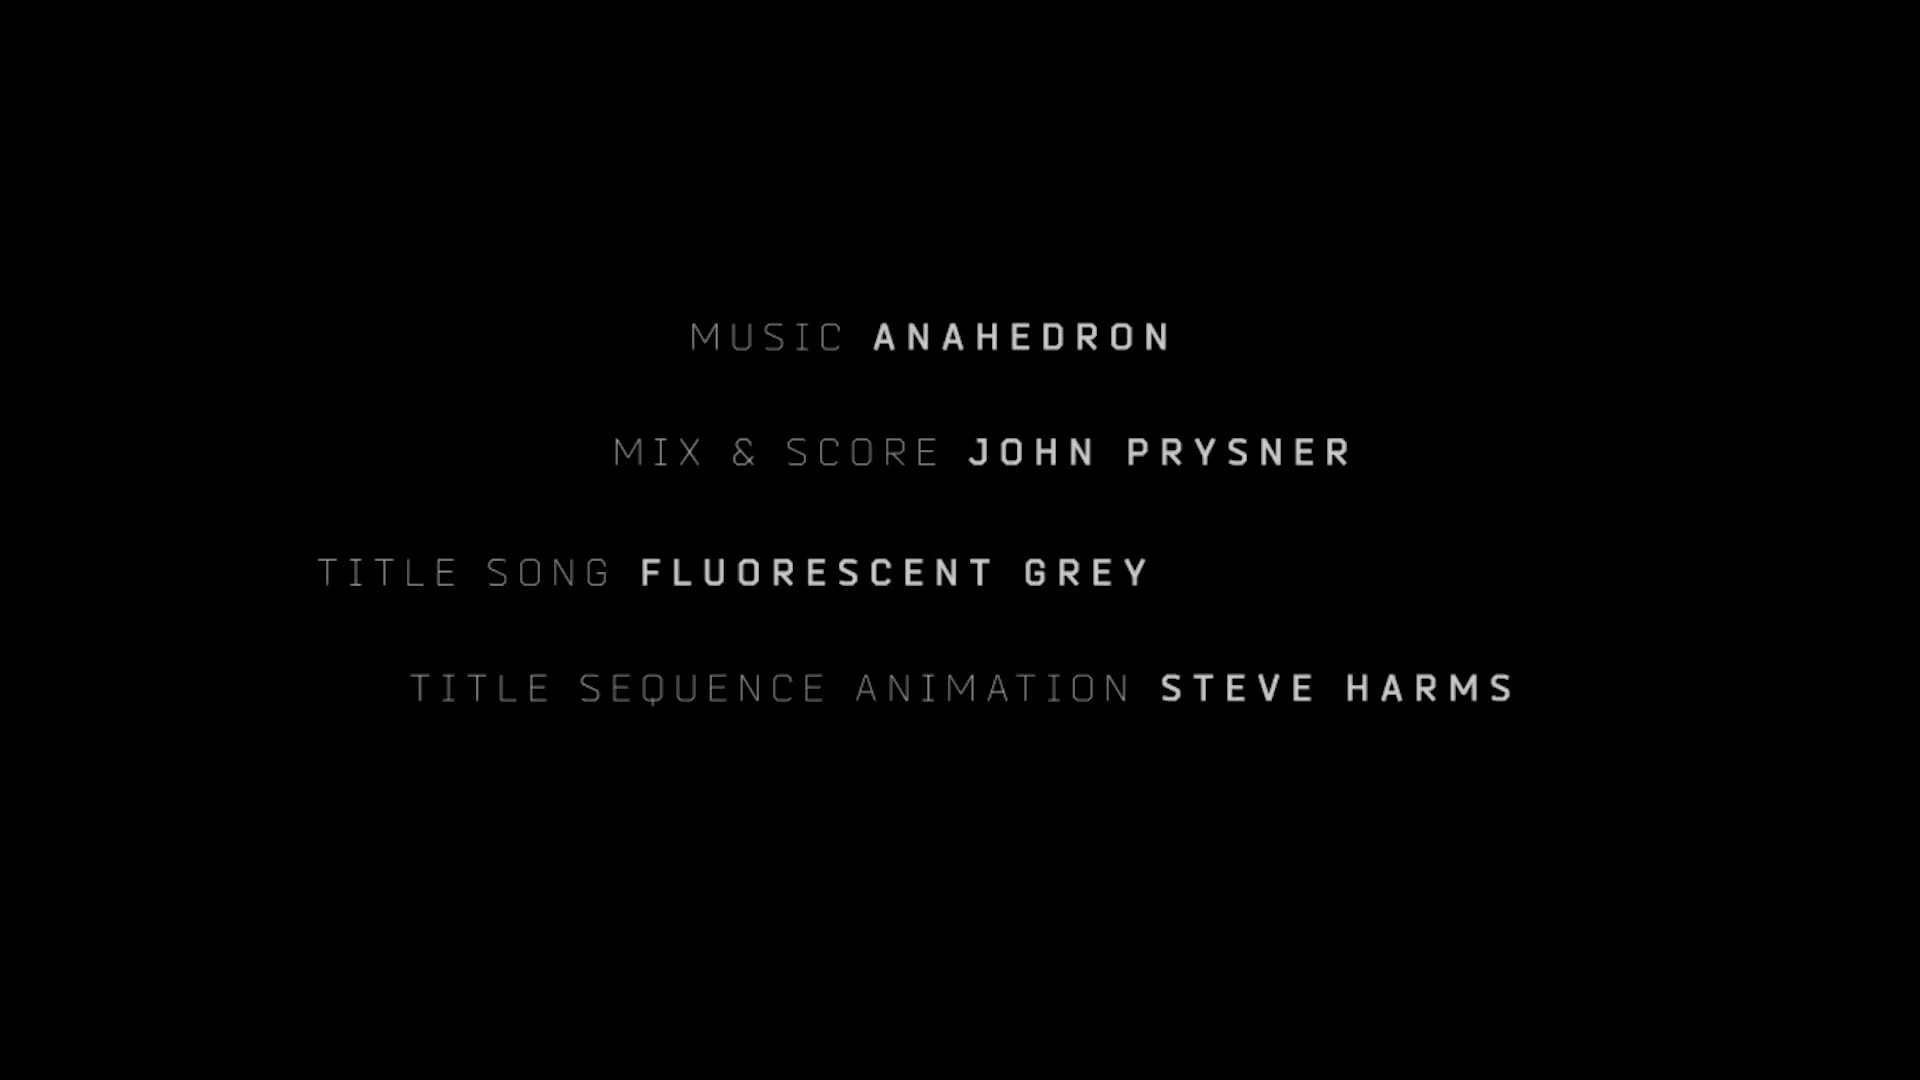 MUSIC ANAHEDRON
MIX & SCORE JOHN PRYSNER
TITLE SONG FLUORESCENT GREY
TITLE SEQUENCE ANIMATION STEVE HARMS